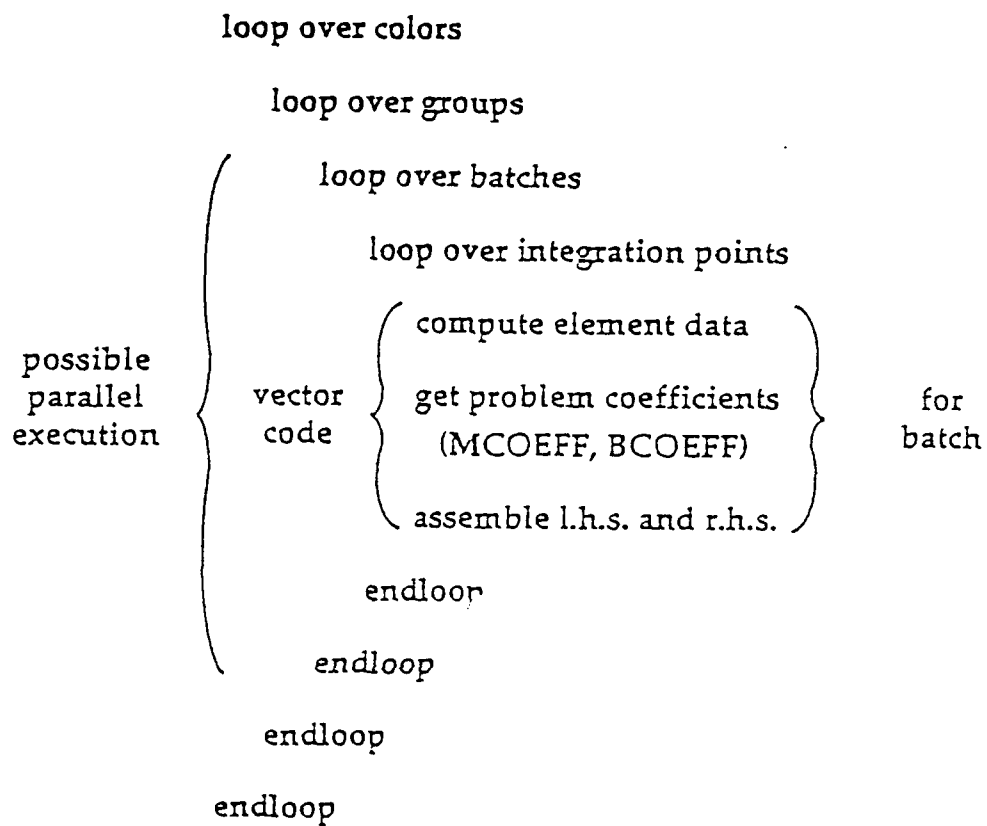 loop over colors
loop over groups
loop over batches
loop over integration points
compute element data
possible
parallel
execution
vector
code
get problem coefficients
(MCOEFF, BCOEFF)
for
batch
assemble l.h.s. and r.h.s.
endloop
endloop
endloop
endloop